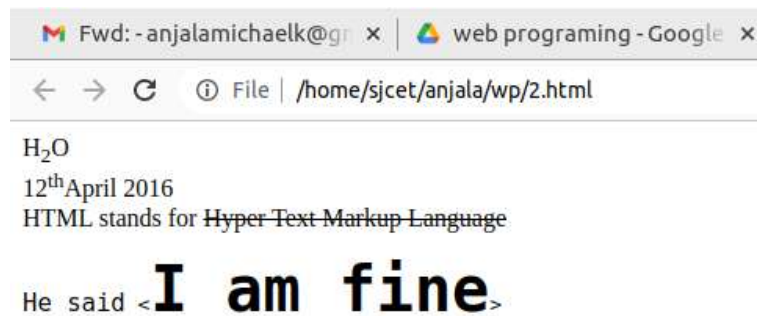 Fwd: - anjalamichaelk@g web programing - Google
File /home/sjcet/anjala/wp/2.html
H₂O
12ᵗʰApril 2016
HTML stands for Hyper Text Markup Language
He said <I am fine>